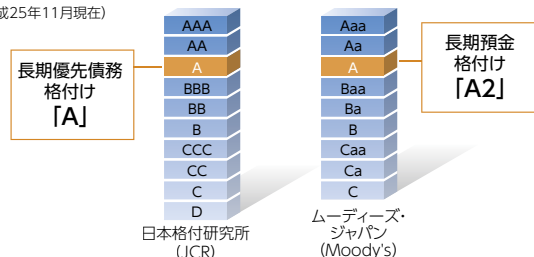 成25年11月現在)
長期優先債務
格付け
「A」
AAA
AA
A
BBB
BB
B
CCC
CC
C
D
日本格付研究所
(JCR)
Aaa
Aa
A
Baa
Ba
B
Caa
Ca
C
ムーディーズ・
ジャパン
(Moody's)
長期預金
格付け
「A2」